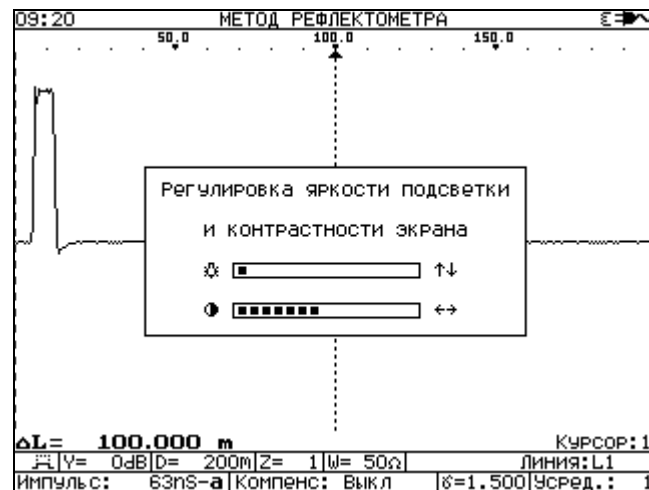 09:20 МЕТОД РЕФЛЕКТОМЕТРА
50.0 100.0 150.0
Регулировка яркости подсветки
и контрастности экрана
↑↓
←→
ΔL= 100.000 m Курсор:1
Y= 0dB D= 200m Z= 1 W= 50Ω Линия:L1
Импульс: 63nS-a Компенс: Выкл ४=1.500 Усред.: 1